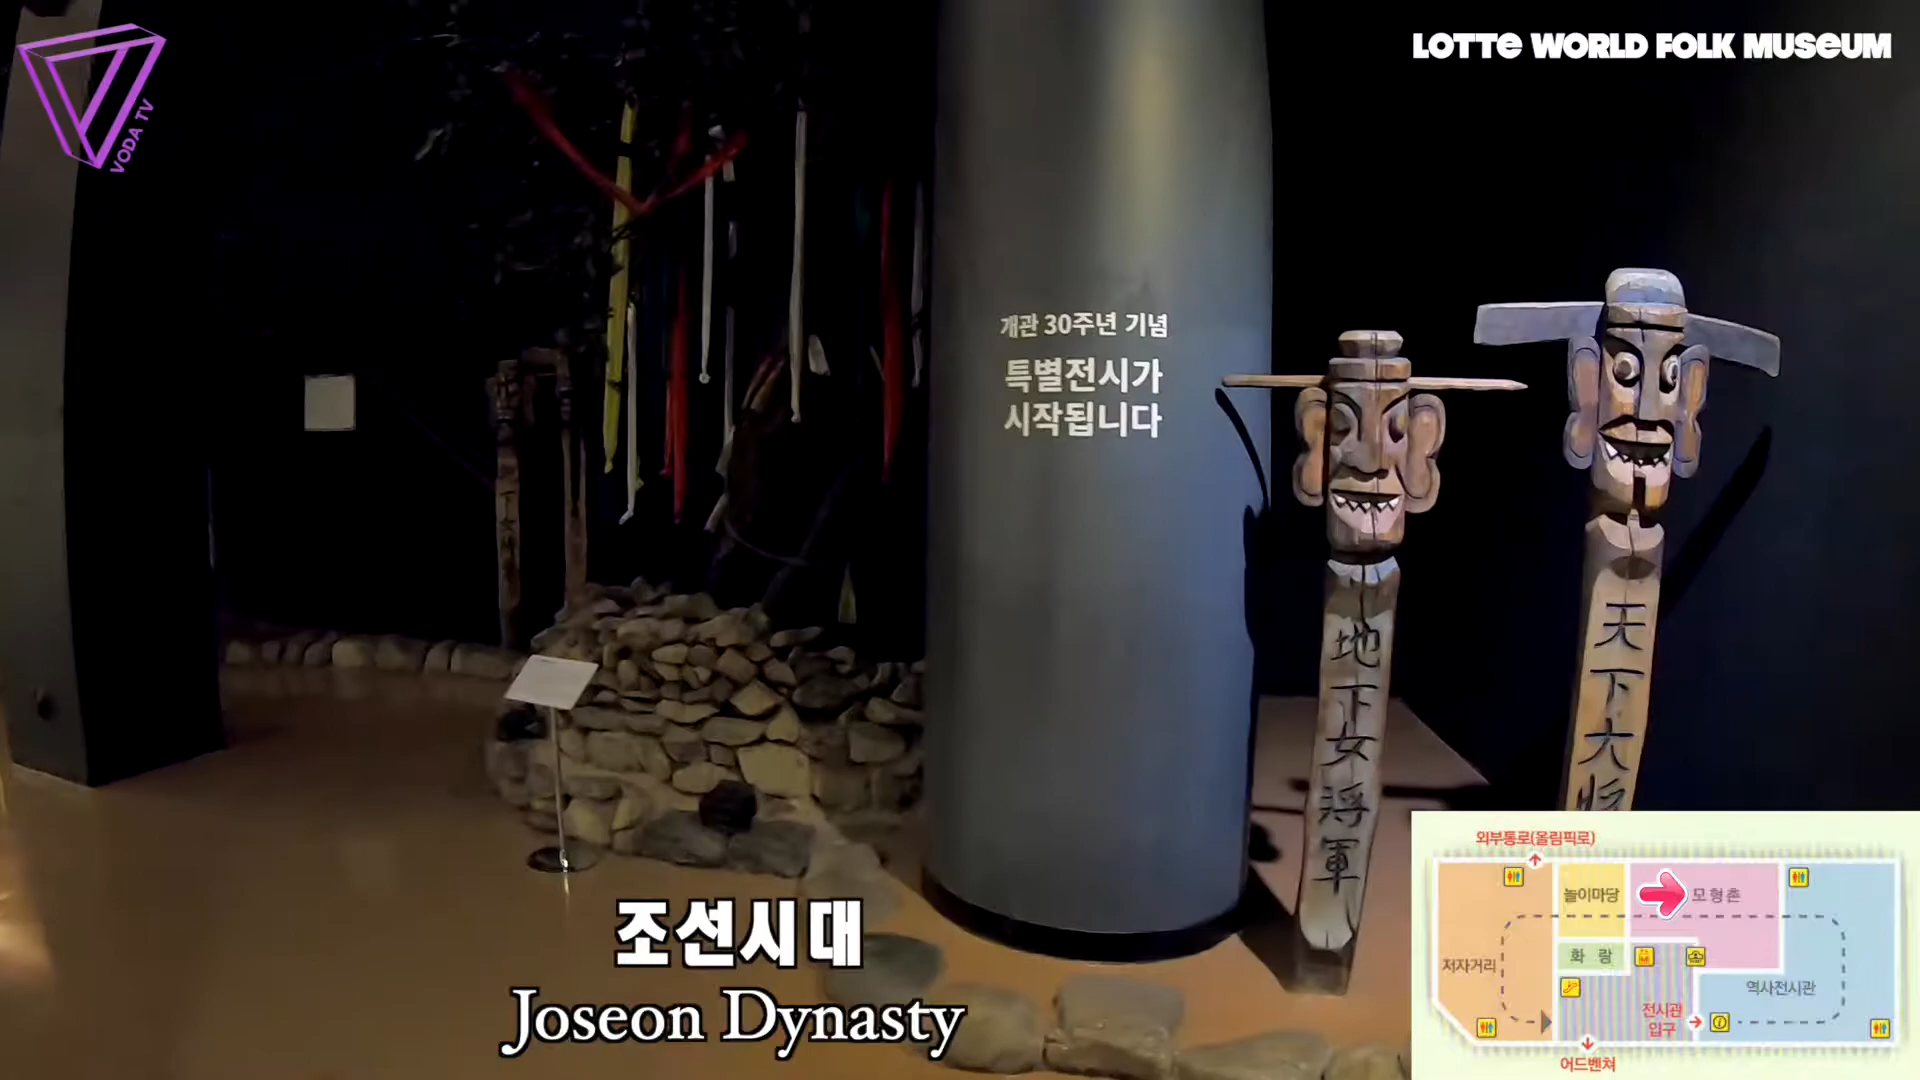 VODA TV
LOTTE WORLD FOLK MUSEUM
개관 30주년 기념
특별전시가
시작됩니다
地下女將軍
天下大將
조선시대
Joseon Dynasty
외부통로(올림픽로)
놀이마당
모형촌
화 랑
저자거리
역사전시관
전시관
입구
어드벤쳐